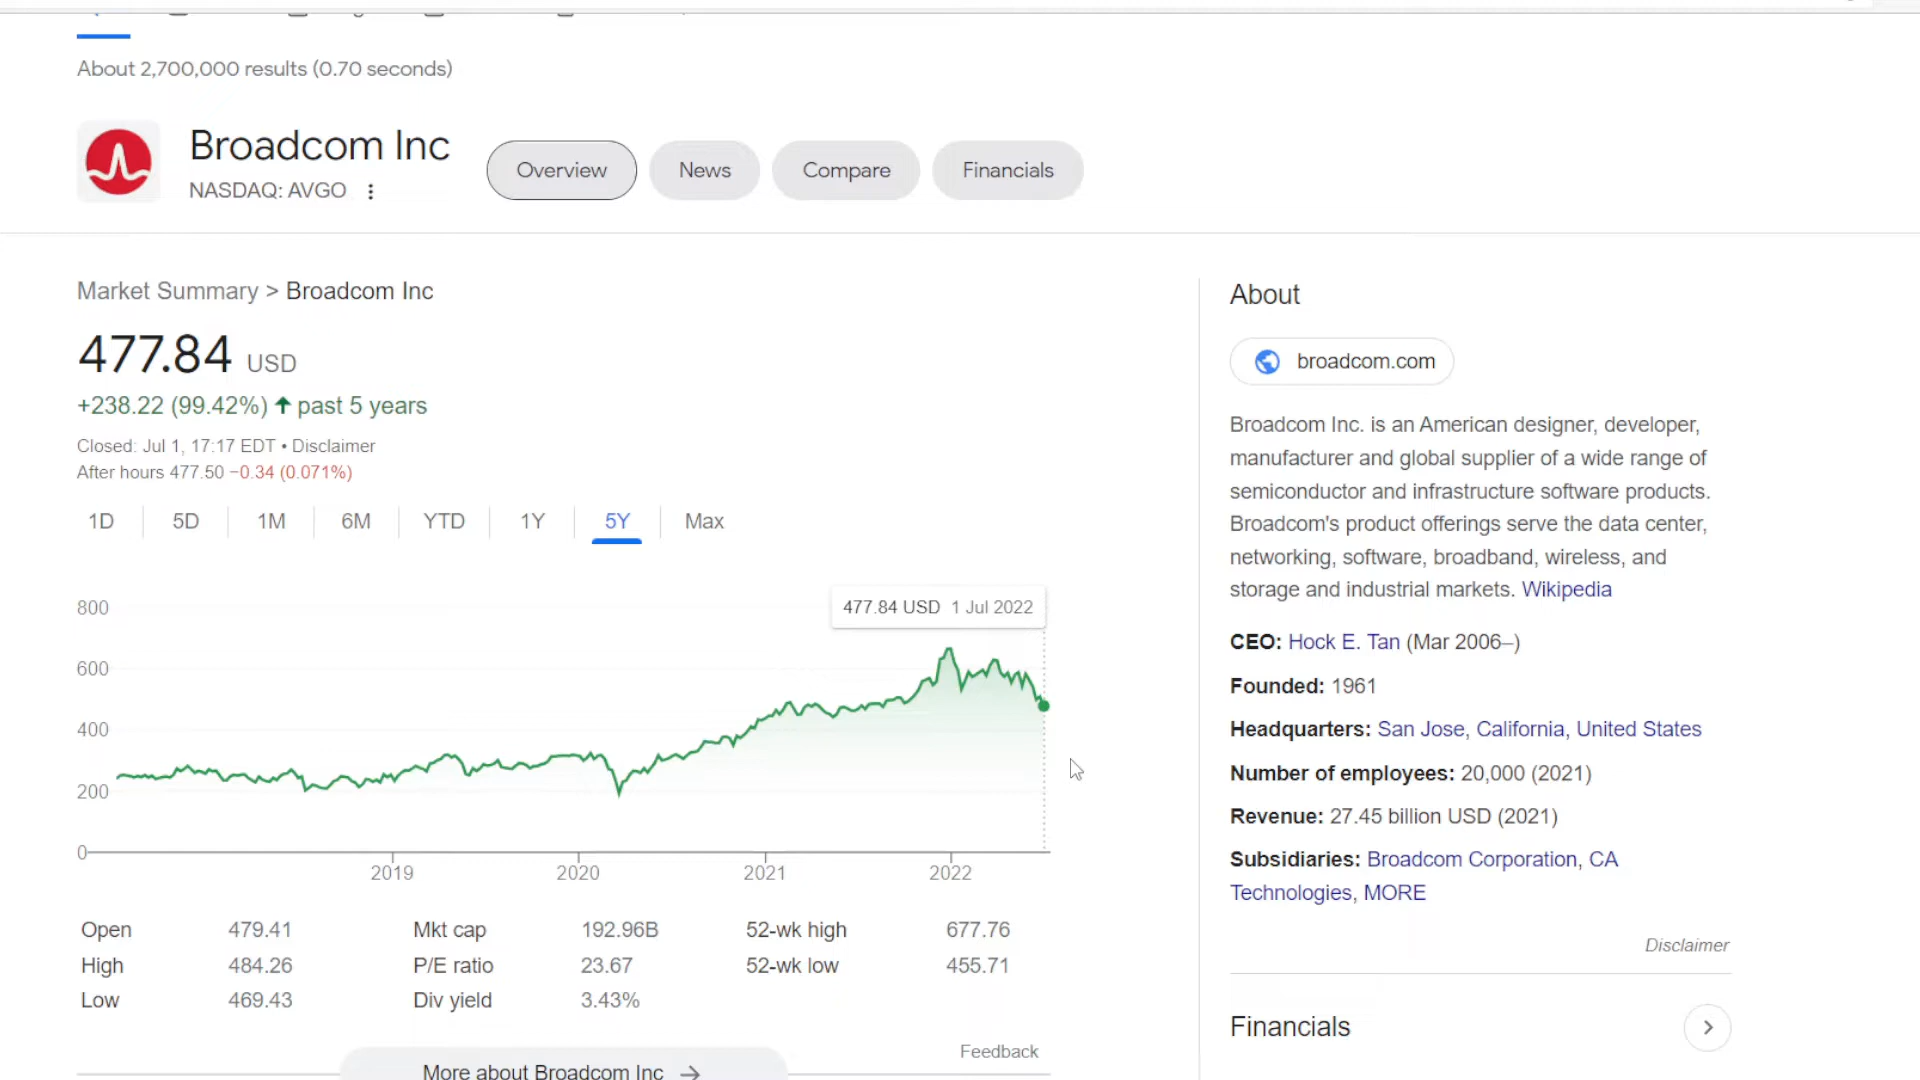 About 2,700,000 results (0.70 seconds)
Broadcom Inc
NASDAQ: AVGO
Overview
News
Compare
Financials
Market Summary > Broadcom Inc
477.84 USD
+238.22 (99.42%) ↑ past 5 years
Closed: Jul 1, 17:17 EDT • Disclaimer
After hours 477.50 −0.34 (0.071%)
1D 5D 1M 6M YTD 1Y 5Y Max
477.84 USD 1 Jul 2022
800
600
400
200
0
2019 2020 2021 2022
Open 479.41 Mkt cap 192.96B 52-wk high 677.76
High 484.26 P/E ratio 23.67 52-wk low 455.71
Low 469.43 Div yield 3.43%
Feedback
More about Broadcom Inc →
About
broadcom.com
Broadcom Inc. is an American designer, developer,
manufacturer and global supplier of a wide range of
semiconductor and infrastructure software products.
Broadcom's product offerings serve the data center,
networking, software, broadband, wireless, and
storage and industrial markets. Wikipedia
CEO: Hock E. Tan (Mar 2006–)
Founded: 1961
Headquarters: San Jose, California, United States
Number of employees: 20,000 (2021)
Revenue: 27.45 billion USD (2021)
Subsidiaries: Broadcom Corporation, CA
Technologies, MORE
Disclaimer
Financials